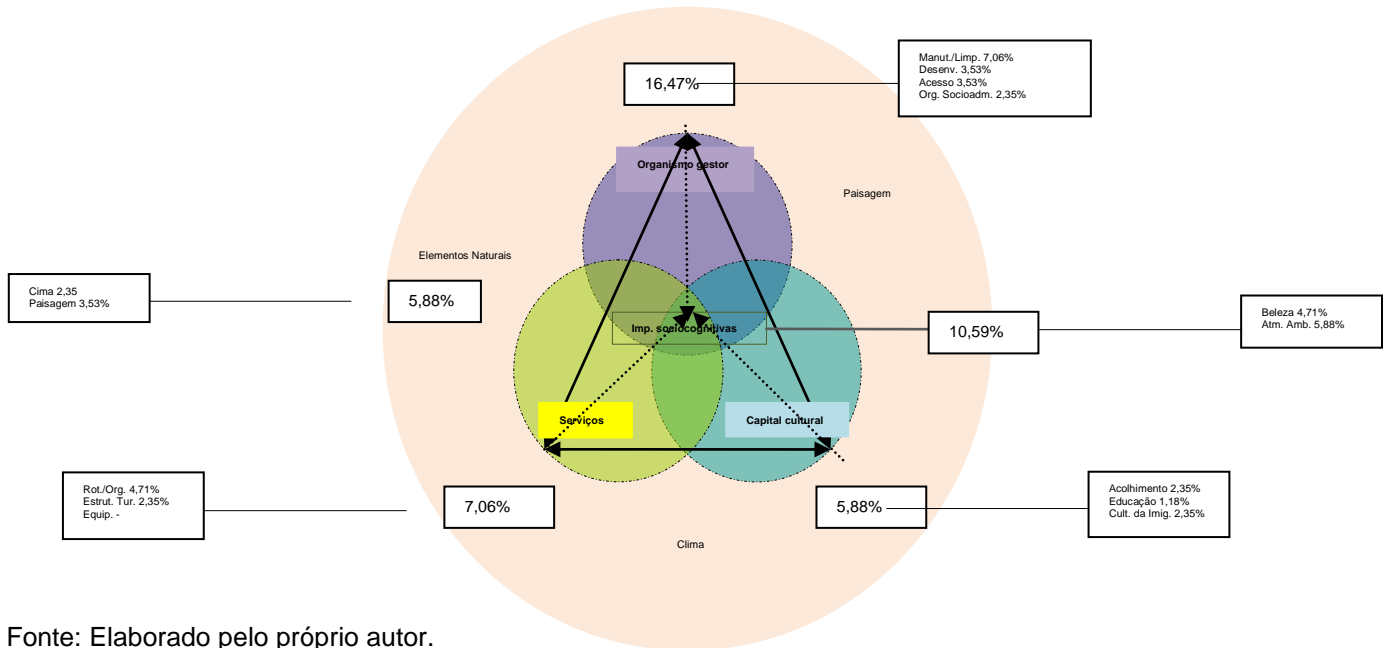 Manut./Limp. 7,06%
Desenv. 3,53%
Acesso 3,53%
Org. Socioadm. 2,35%
16,47%
Organismo gestor
Paisagem
Elementos Naturais
Cima 2,35
Paisagem 3,53%
5,88%
Imp. sociocognitivas
10,59%
Beleza 4,71%
Atm. Amb. 5,88%
Serviços
Capital cultural
Rot./Org. 4,71%
Estrut. Tur. 2,35%
Equip. -
7,06%
5,88%
Acolhimento 2,35%
Educação 1,18%
Cult. da Imig. 2,35%
Clima
Fonte: Elaborado pelo próprio autor.